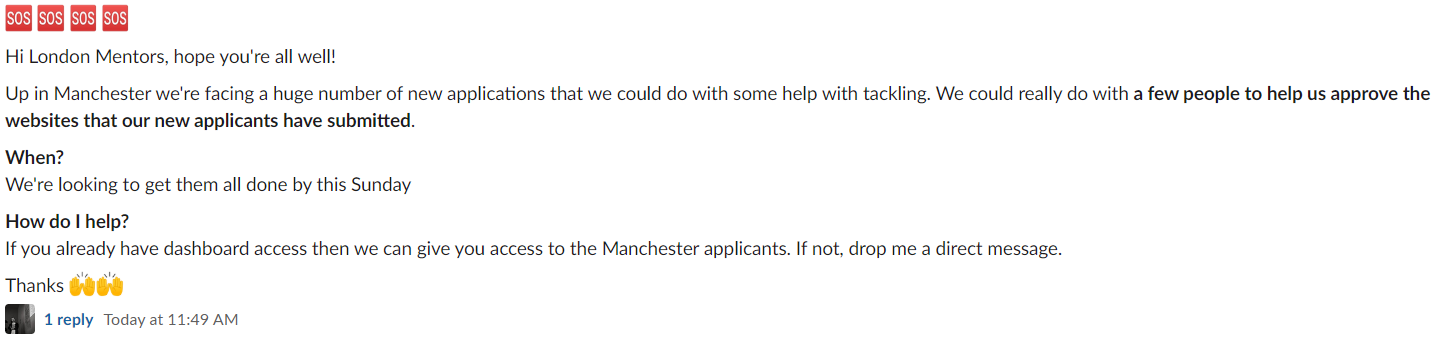 SOS SOS SOS SOS
Hi London Mentors, hope you're all well!
Up in Manchester we're facing a huge number of new applications that we could do with some help with tackling. We could really do with a few people to help us approve the
websites that our new applicants have submitted.
When?
We're looking to get them all done by this Sunday
How do I help?
If you already have dashboard access then we can give you access to the Manchester applicants. If not, drop me a direct message.
Thanks 🙌🙌
1 reply Today at 11:49 AM